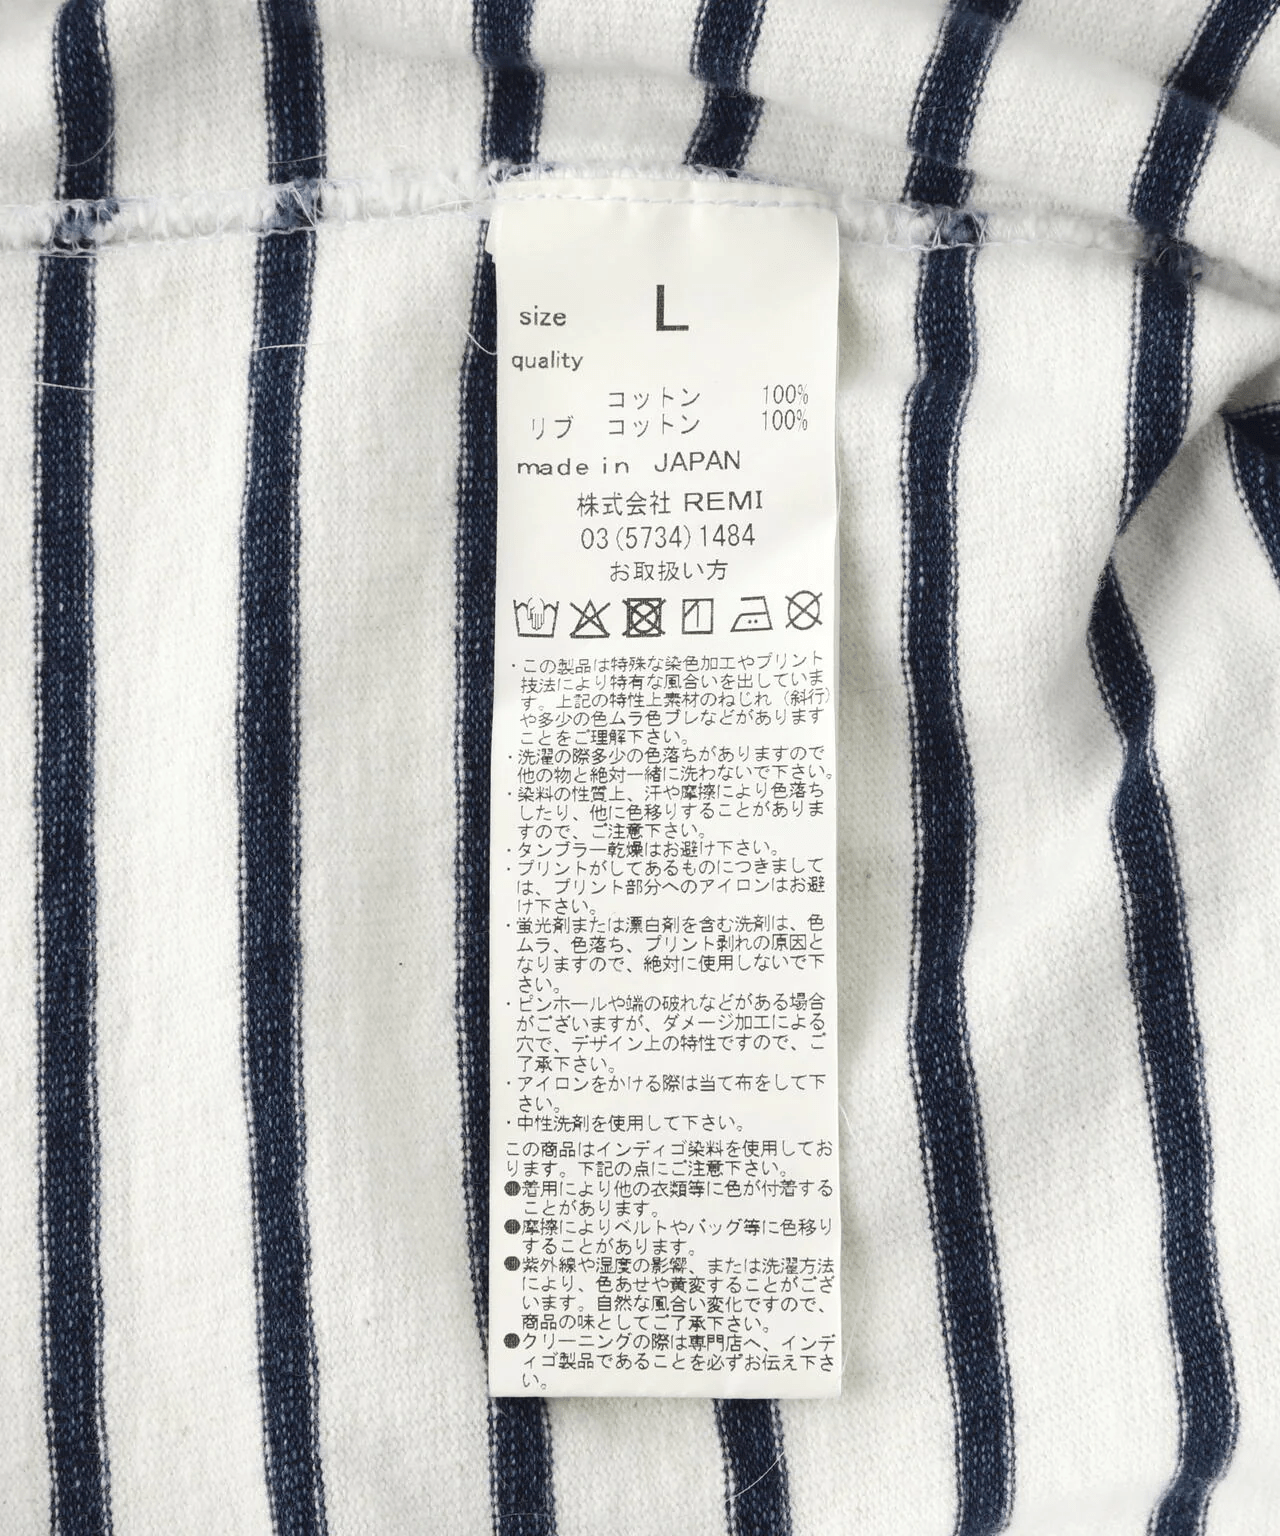 size L
quality
コットン 100%
リブ コットン 100%
made in JAPAN
株式会社 REMI
03(5734)1484
お取扱い方
・この製品は特殊な染色加工やプリント
技法により特有な風合いを出していま
す。上記の特性上素材のねじれ(斜行)
や多少の色ムラ色ブレなどがあります
ことをご理解下さい。
・洗濯の際多少の色落ちがありますので
他の物と絶対一緒に洗わないで下さい。
・染料の性質上、汗や摩擦により色落ち
したり、他に色移りすることがありま
すので、ご注意下さい。
・タンブラー乾燥はお避け下さい。
・プリントがしてあるものにつきまして
は、プリント部分へのアイロンはお避
け下さい。
・蛍光剤または漂白剤を含む洗剤は、色
ムラ、色落ち、プリント剥れの原因と
なりますので、絶対に使用しないで下
さい。
・ピンホールや端の破れなどがある場合
がございますが、ダメージ加工による
穴で、デザイン上の特性ですので、ご
了承下さい。
・アイロンをかける際は当て布をして下
さい。
・中性洗剤を使用して下さい。
この商品はインディゴ染料を使用してお
ります。下記の点にご注意下さい。
●着用により他の衣類等に色が付着する
ことがあります。
●摩擦によりベルトやバッグ等に色移り
することがあります。
●紫外線や湿度の影響、または洗濯方法
により、色あせや黄変することがござ
います。自然な風合い変化ですので、
商品の味としてご了承下さい。
●クリーニングの際は専門店へ、インデ
ィゴ製品であることを必ずお伝え下さ
い。